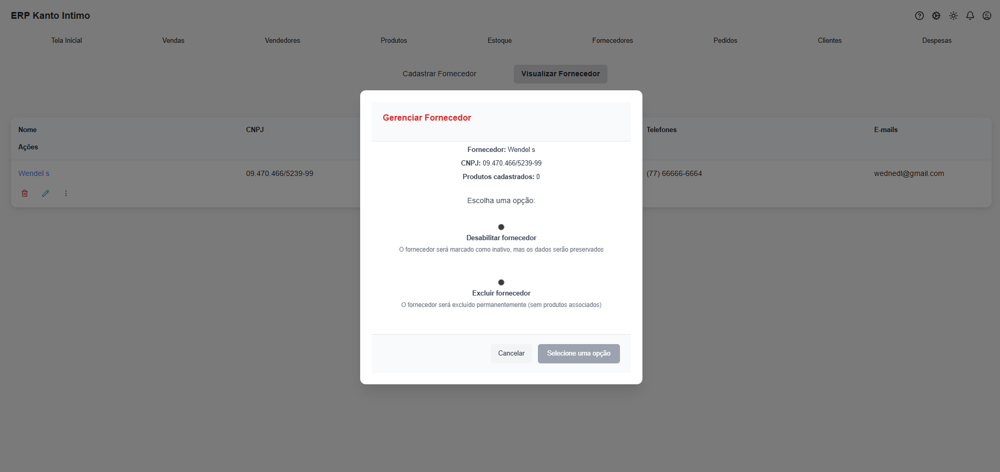 ERP Kanto Intimo
Tela Inicial Vendas Vendedores Produtos Estoque Fornecedores Pedidos Clientes Despesas
Cadastrar Fornecedor Visualizar Fornecedor
Nome CNPJ Telefones E-mails
Ações
Wendel s 09.470.466/5239-99 (77) 66666-6664 wednedl@gmail.com
Gerenciar Fornecedor
Fornecedor: Wendel s
CNPJ: 09.470.466/5239-99
Produtos cadastrados: 0
Escolha uma opção:
Desabilitar fornecedor
O fornecedor será marcado como inativo, mas os dados serão preservados
Excluir fornecedor
O fornecedor será excluído permanentemente (sem produtos associados)
Cancelar Selecione uma opção